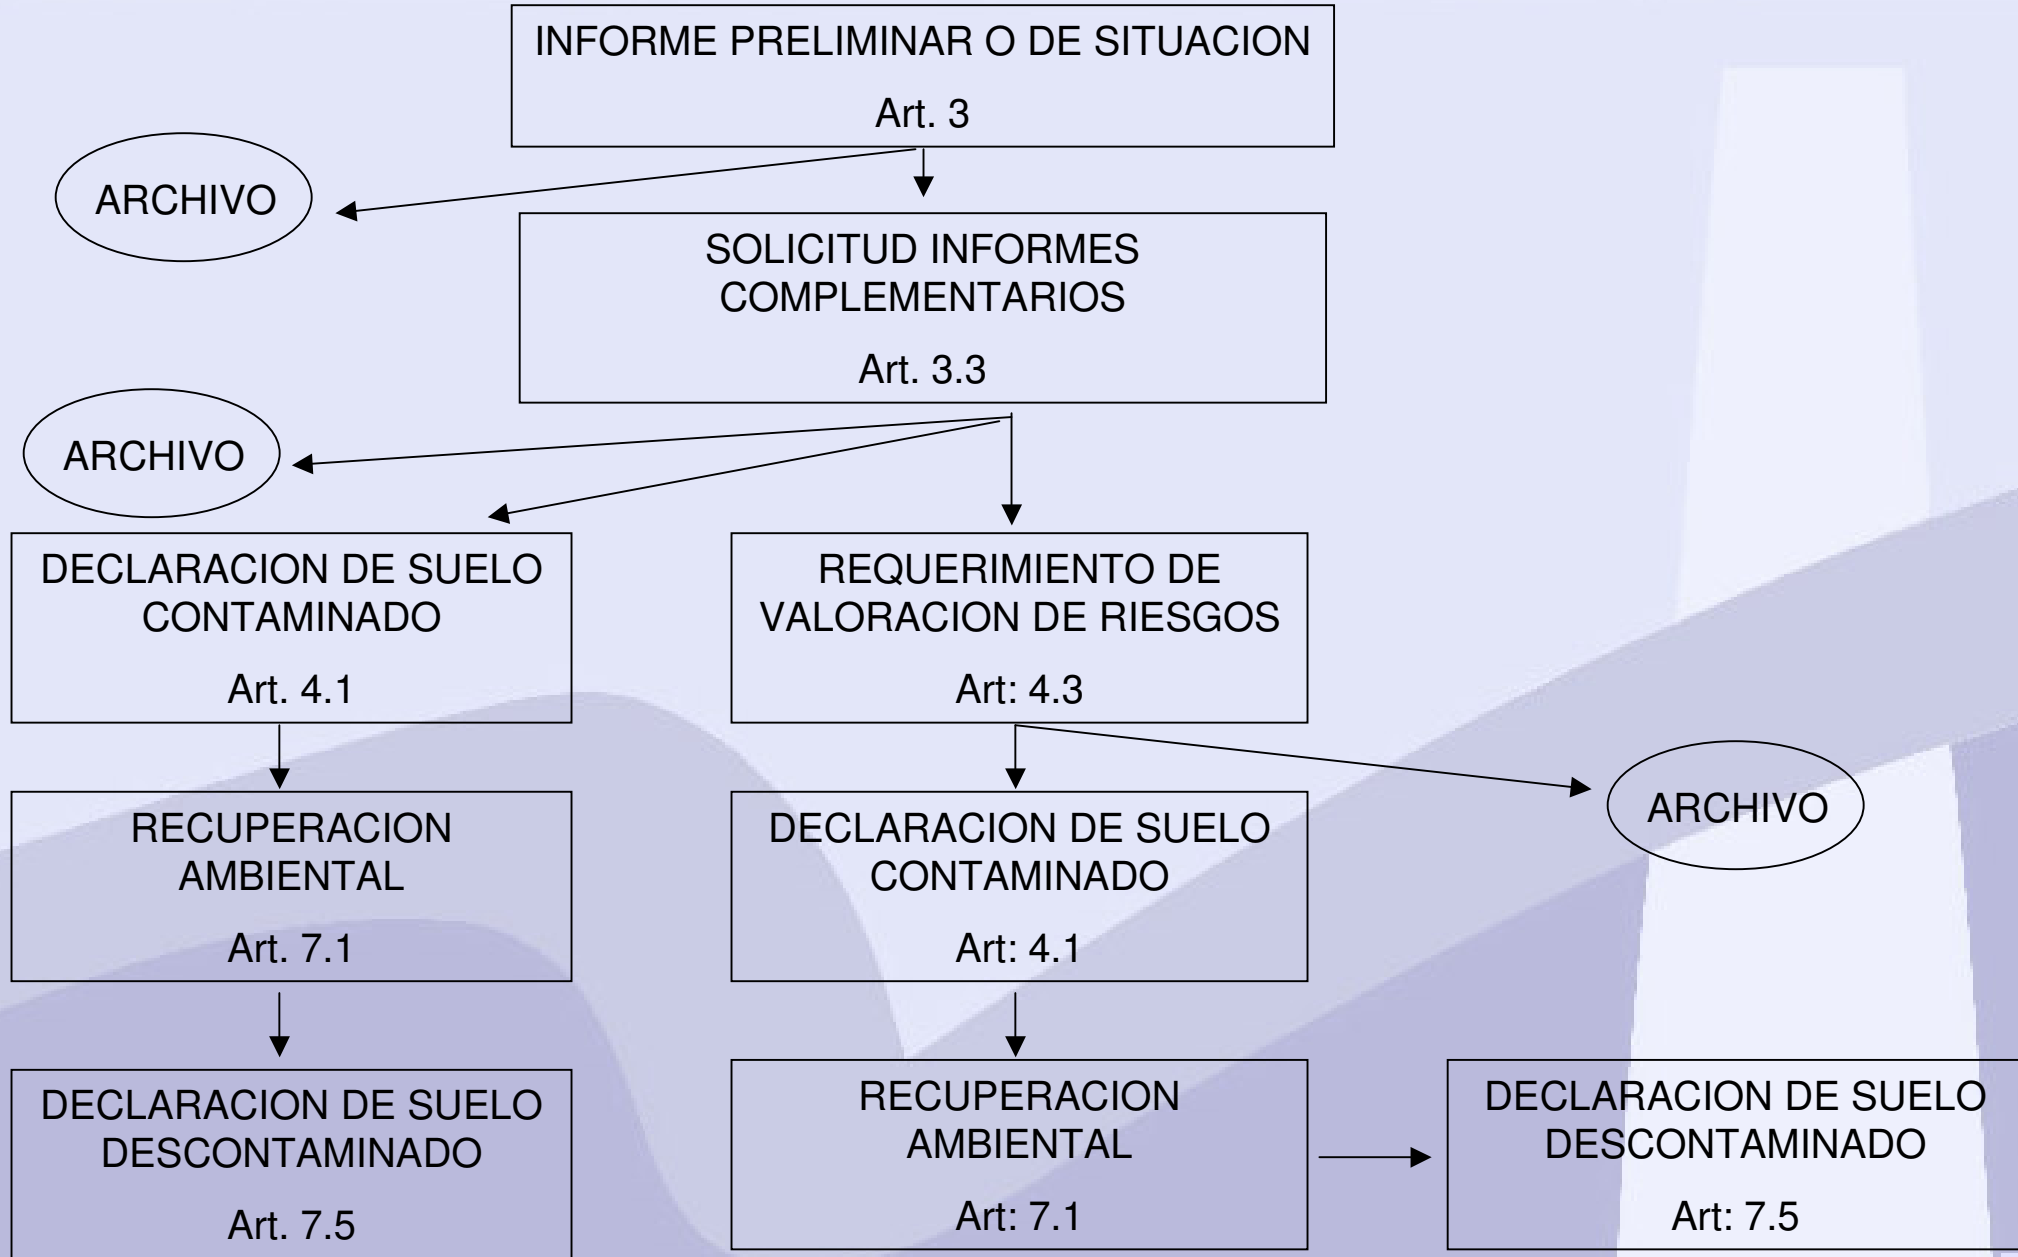 INFORME PRELIMINAR O DE SITUACION
Art. 3
ARCHIVO
SOLICITUD INFORMES
COMPLEMENTARIOS
Art. 3.3
ARCHIVO
DECLARACION DE SUELO
CONTAMINADO
Art. 4.1
REQUERIMIENTO DE
VALORACION DE RIESGOS
Art: 4.3
RECUPERACION
AMBIENTAL
Art. 7.1
DECLARACION DE SUELO
CONTAMINADO
Art: 4.1
ARCHIVO
DECLARACION DE SUELO
DESCONTAMINADO
Art. 7.5
RECUPERACION
AMBIENTAL
Art: 7.1
DECLARACION DE SUELO
DESCONTAMINADO
Art: 7.5